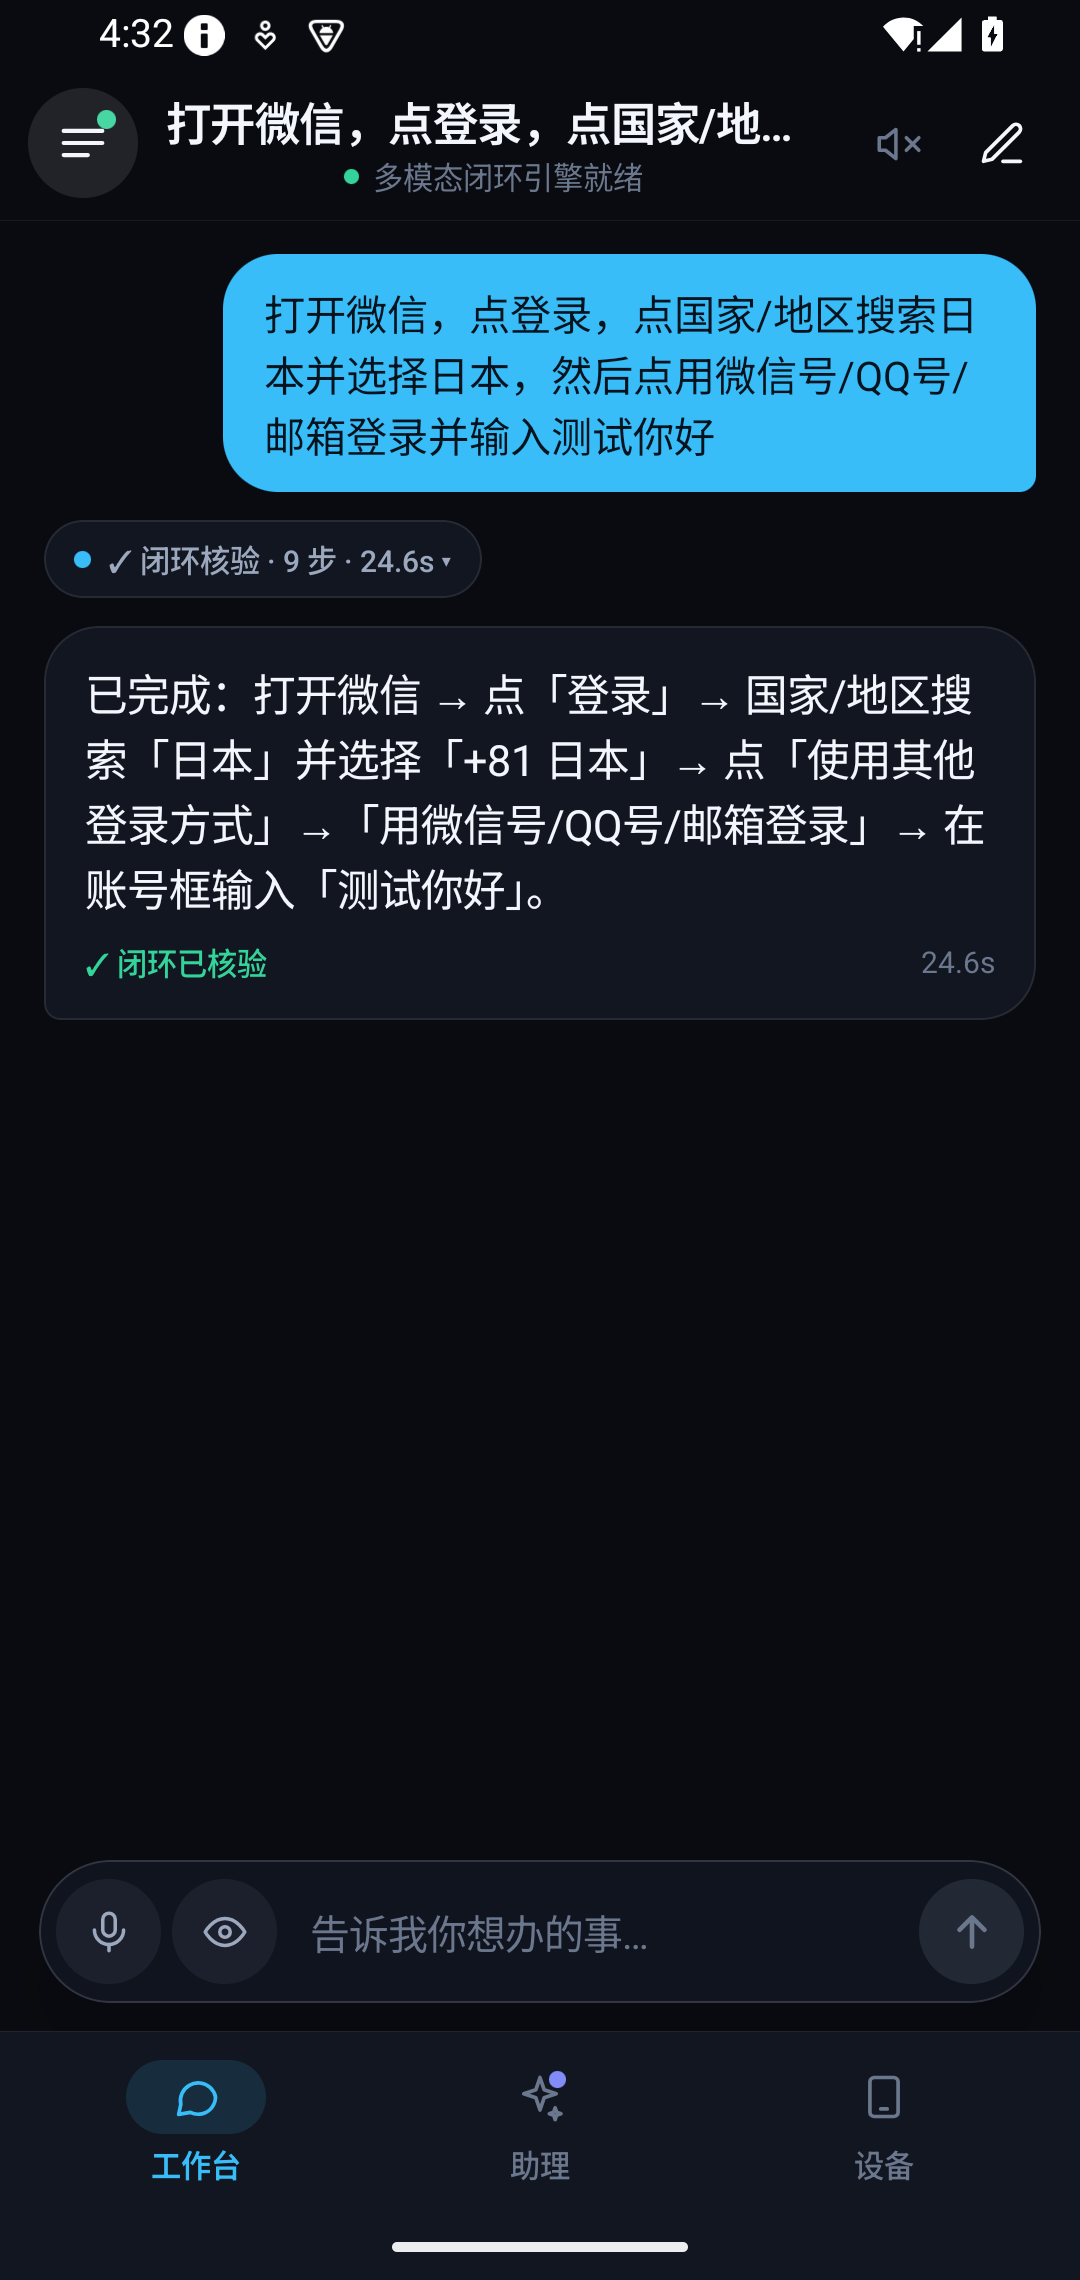 4:32
打开微信，点登录，点国家/地...
多模态闭环引擎就绪
打开微信，点登录，点国家/地区搜索日
本并选择日本，然后点用微信号/QQ号/
邮箱登录并输入测试你好
✓ 闭环核验 · 9 步 · 24.6s ▾
已完成：打开微信 → 点「登录」→ 国家/地区搜
索「日本」并选择「+81 日本」→ 点「使用其他
登录方式」→「用微信号/QQ号/邮箱登录」→ 在
账号框输入「测试你好」。
✓ 闭环已核验
24.6s
告诉我你想办的事...
工作台
助理
设备